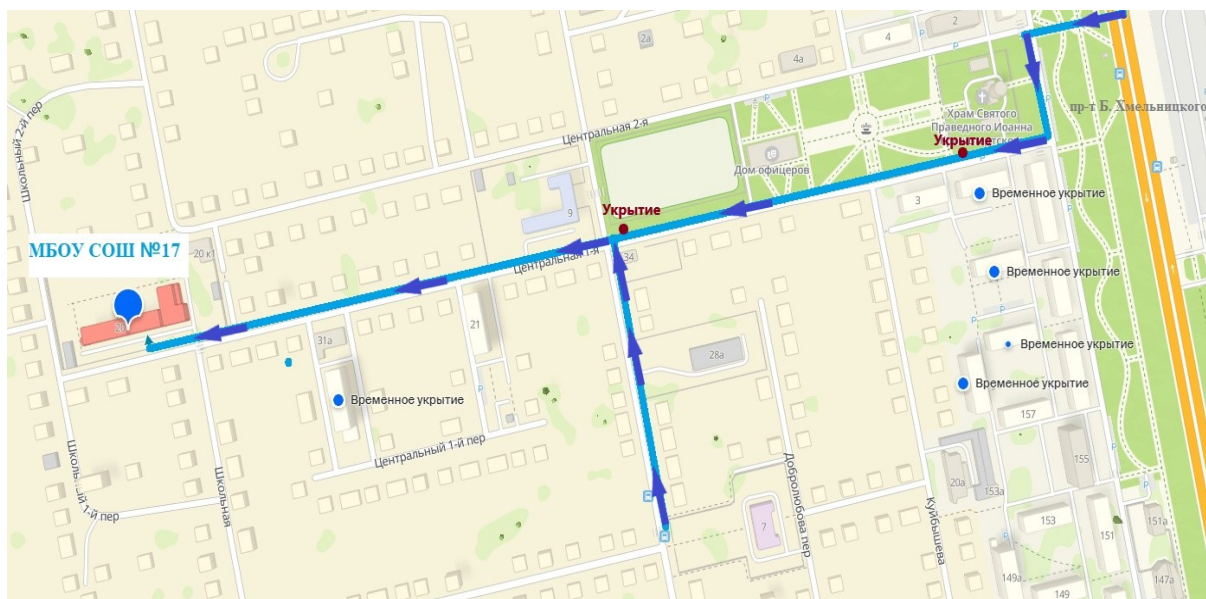 2
4
2а
4а
пр-т Б. Хмельницкого
Храм Святого
Праведного Иоанна
Укрытие
Центральная 2-я
Дом офицеров
Школьный 2-й пер
3
Временное укрытие
Укрытие
9
МБОУ СОШ №17
20 к1
34
Центральная 1-я
Временное укрытие
21
31а
28а
Временное укрытие
Временное укрытие
Временное укрытие
157
Центральный 1-й пер
155
Школьный 1-й пер
Школьная
Добролюбова пер
Куйбышева
20а
153а
7
153
151
151а
149а
149
147а